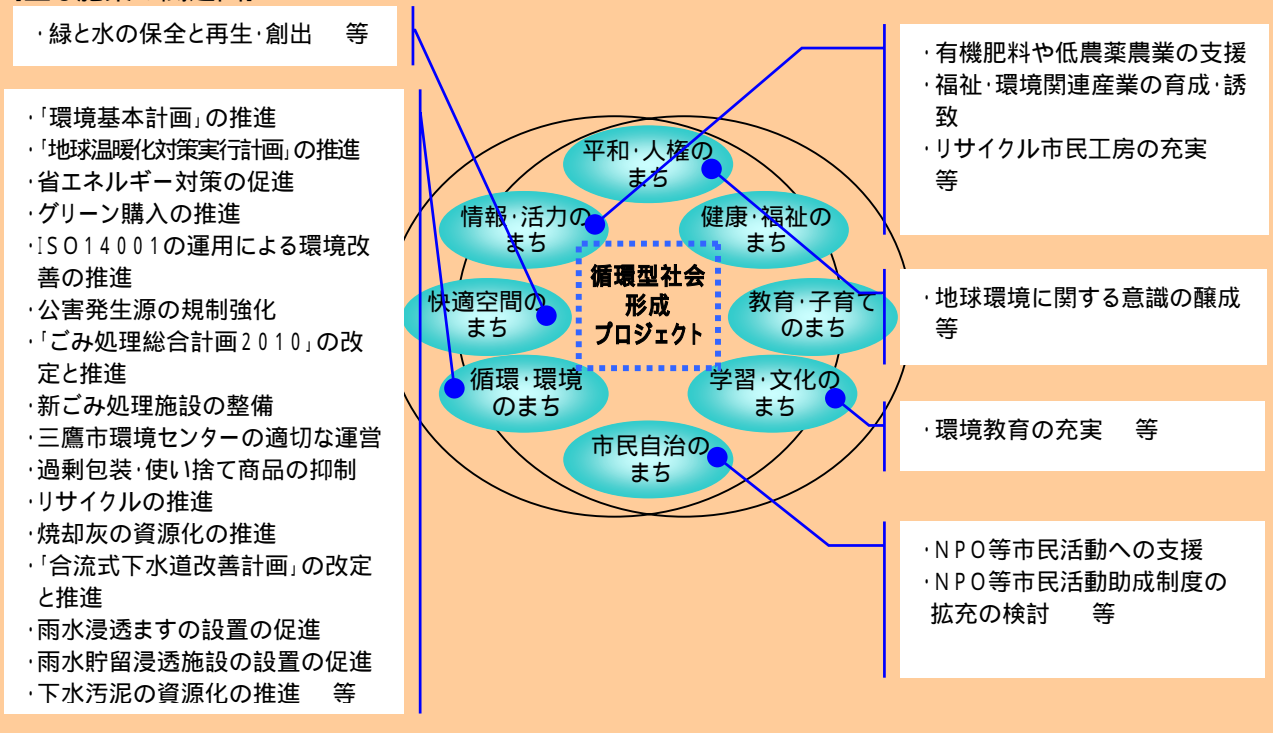 ·緑と水の保全と再生·創出　等
·「環境基本計画」の推進
·「地球温暖化対策実行計画」の推進
·省エネルギー対策の促進
·グリーン購入の推進
·ISO14001の運用による環境改
善の推進
·公害発生源の規制強化
·「ごみ処理総合計画2010」の改
定と推進
·新ごみ処理施設の整備
·三鷹市環境センターの適切な運営
·過剰包装·使い捨て商品の抑制
·リサイクルの推進
·焼却灰の資源化の推進
·「合流式下水道改善計画」の改定
と推進
·雨水浸透ますの設置の促進
·雨水貯留浸透施設の設置の促進
·下水汚泥の資源化の推進　等
平和·人権の
まち
情報·活力の
まち
健康·福祉の
まち
循環型社会
形成
プロジェクト
快適空間の
まち
教育·子育て
のまち
循環·環境
のまち
学習·文化の
まち
市民自治の
まち
·有機肥料や低農薬農業の支援
·福祉·環境関連産業の育成·誘
致
·リサイクル市民工房の充実
等
·地球環境に関する意識の醸成
等
·環境教育の充実　等
·NPO等市民活動への支援
·NPO等市民活動助成制度の
拡充の検討　等